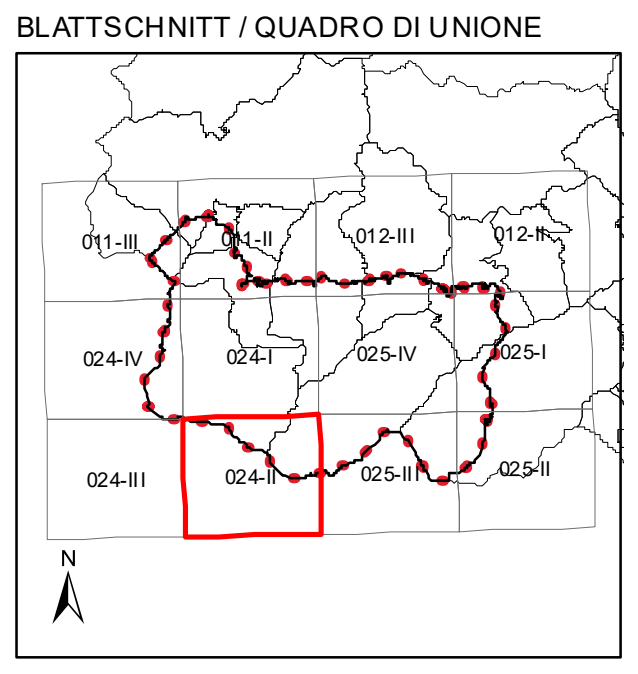 BLATTSCHNITT / QUADRO DI UNIONE
011-III
011-II
012-III
012-II
024-IV
024-I
025-IV
025-I
024-III
024-II
025-III
025-II
N